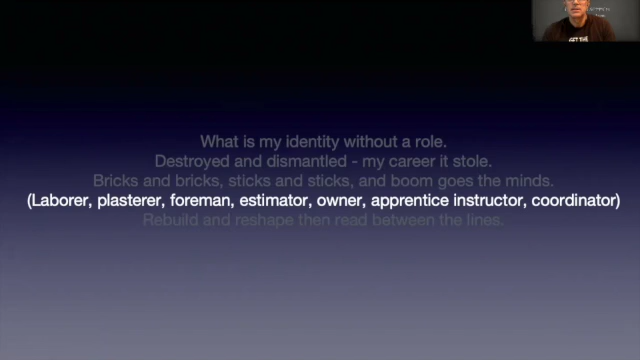 What is my identity without a role.
Destroyed and dismantled - my career it stole.
Bricks and bricks, sticks and sticks, and boom goes the minds.
(Laborer, plasterer, foreman, estimator, owner, apprentice instructor, coordinator)
Rebuild and reshape then read between the lines.
GET THE